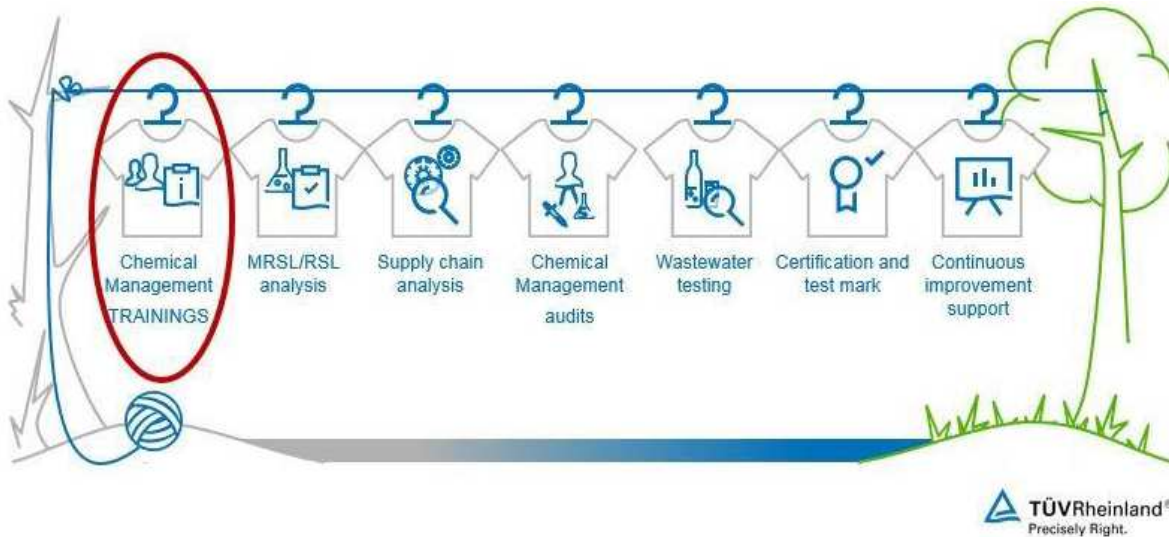 Chemical
Management
TRAININGS
MRSL/RSL
analysis
Supply chain
analysis
Chemical
Management
audits
Wastewater
testing
Certification and
test mark
Continuous
improvement
support
TÜVRheinland®
Precisely Right.